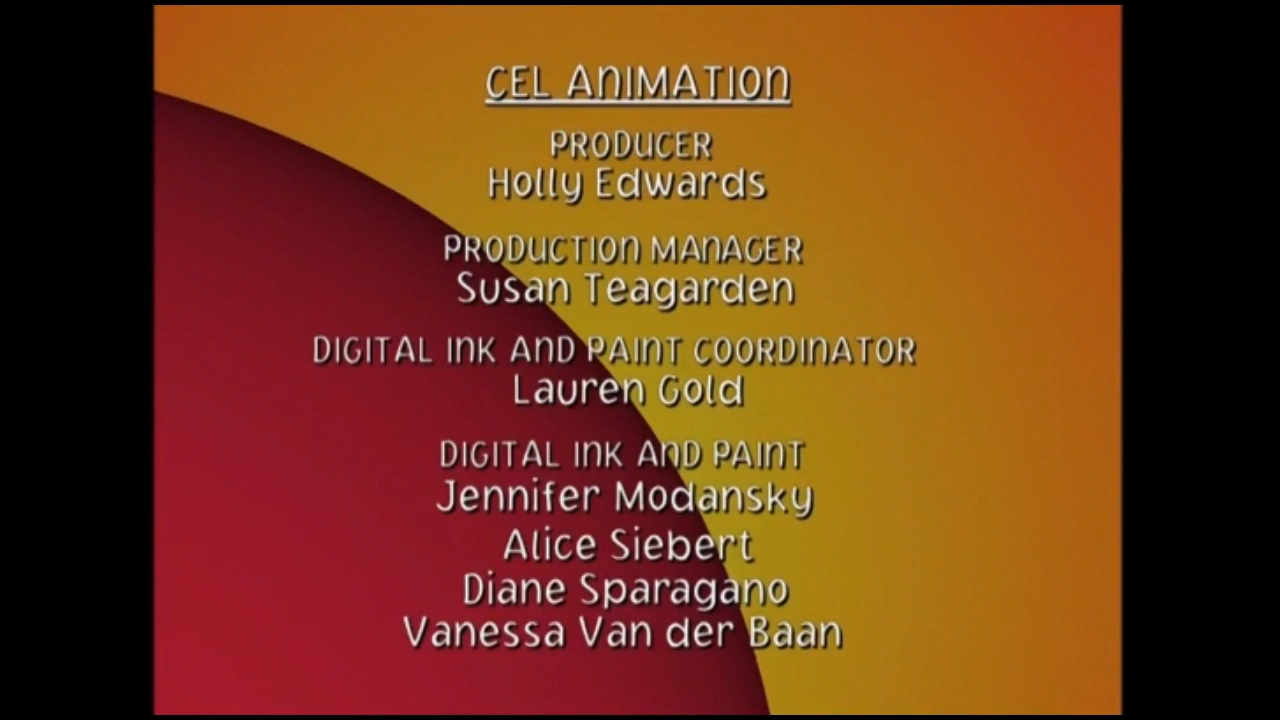 CEL ANIMATION
PRODUCER
Holly Edwards
PRODUCTION MANAGER
Susan Teagarden
DIGITAL INK AND PAINT COORDINATOR
Lauren Gold
DIGITAL INK AND PAINT
Jennifer Modansky
Alice Siebert
Diane Sparagano
Vanessa Van der Baan